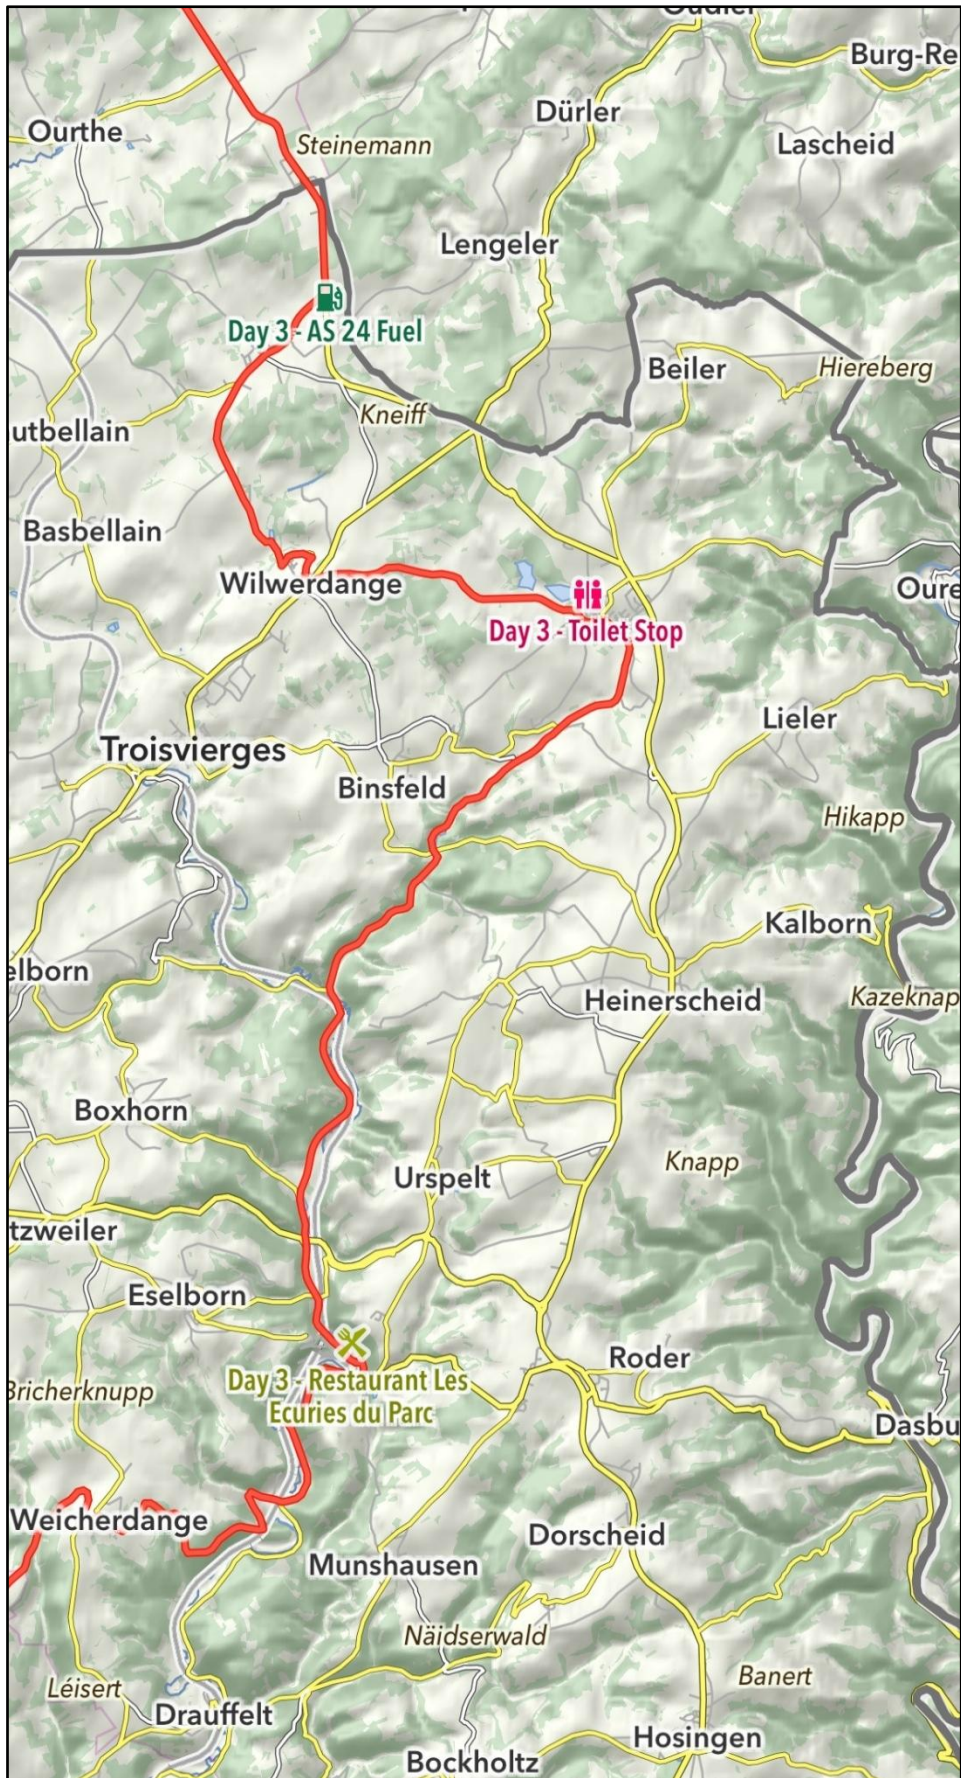 Oudler
Burg-Re
Dürler
Ourthe
Steinemann
Lascheid
Lengeler
Day 3 - AS 24 Fuel
Beiler
Hiereberg
Kneiff
utbellain
Basbellain
Wilwerdange
Oure
Day 3 - Toilet Stop
Lieler
Troisvierges
Binsfeld
Hikapp
Kalborn
elborn
Heinerscheid
Kazeknap
Boxhorn
Knapp
Urspelt
tzweiler
Eselborn
Roder
Day 3 - Restaurant Les
Ecuries du Parc
Bricherknupp
Dasbu
Weicherdange
Dorscheid
Munshausen
Näidserwald
Banert
Léisert
Drauffelt
Hosingen
Bockholtz